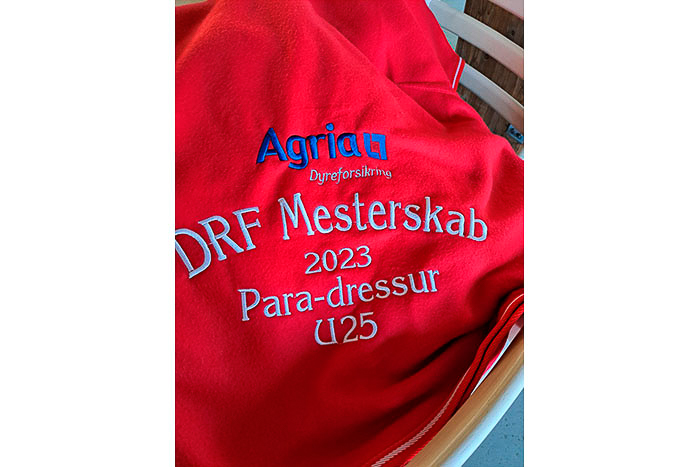 Agria
Dyreforsikring
DRF Mesterskab
2023
Para-dressur
U25